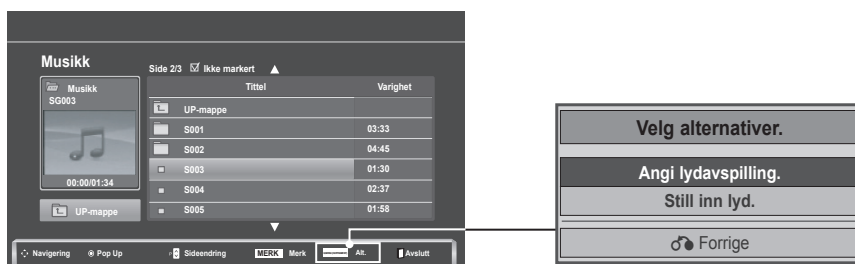 Musikk
Side 2/3 Ikke markert
Musikk
SG003
00:00/01:34
UP-mappe
Tittel Varighet
UP-mappe
S001 03:33
S002 04:45
S003 01:30
S004 02:37
S005 01:58
Navigering Pop Up P Sideendring MERK Merk Alt. Avslutt
Velg alternativer.
Angi lydavspilling.
Still inn lyd.
Forrige